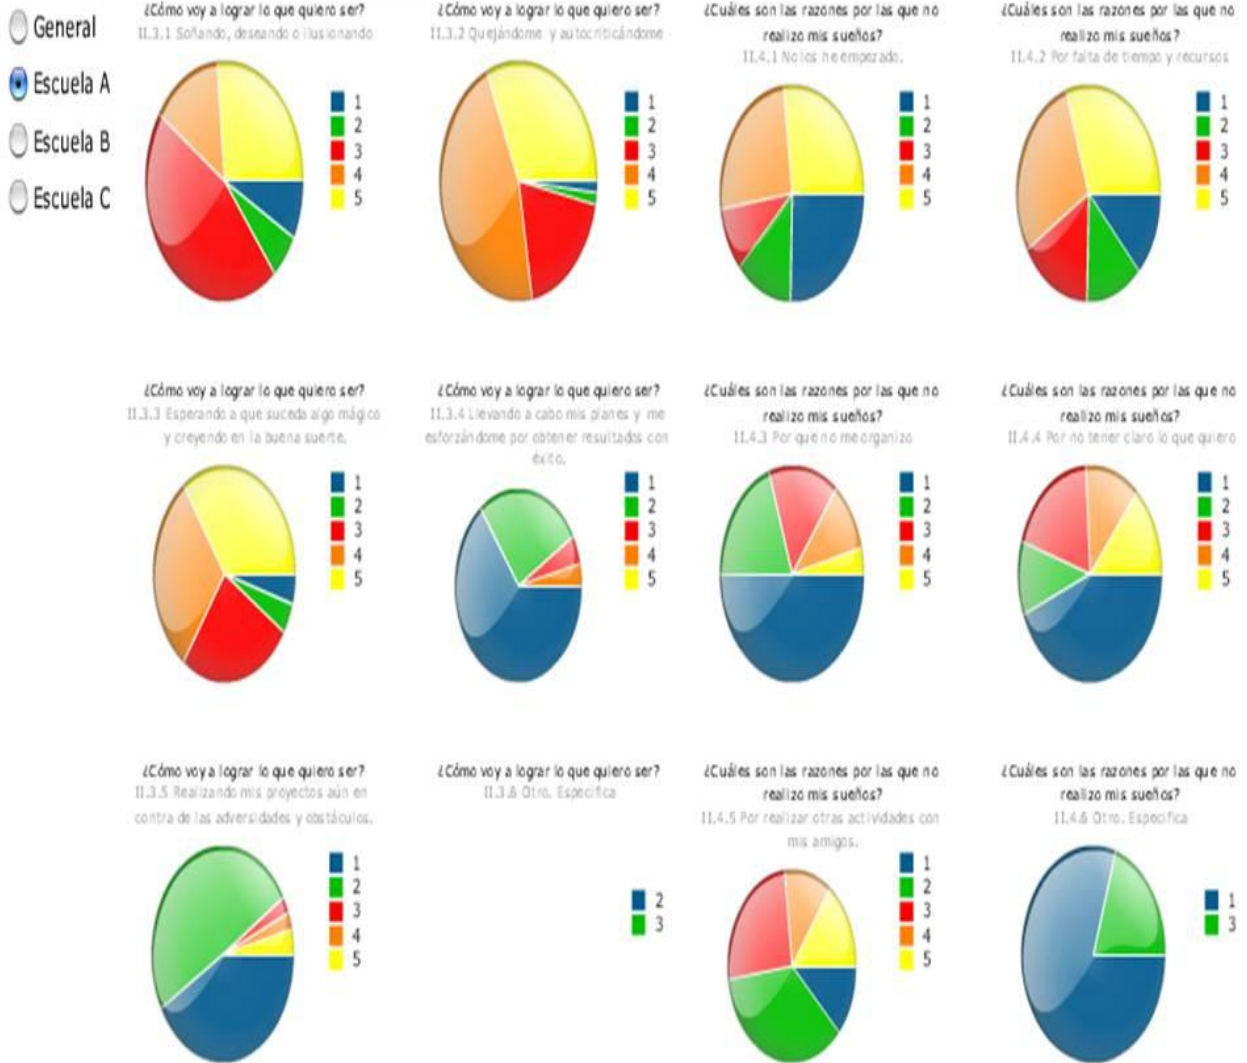 General
Escuela A
Escuela B
Escuela C
¿Cómo voy a lograr lo que quiero ser?
II.3.1 Soñando, deseando o ilusionando
1
2
3
4
5
¿Cómo voy a lograr lo que quiero ser?
II.3.2 Quejándome y autocriticándome
1
2
3
4
5
¿Cuáles son las razones por las que no
realizo mis sueños?
II.4.1 No los he empezado.
1
2
3
4
5
¿Cuáles son las razones por las que no
realizo mis sueños?
II.4.2 Por falta de tiempo y recursos
1
2
3
4
5
¿Cómo voy a lograr lo que quiero ser?
II.3.3 Esperando a que suceda algo mágico
y creyendo en la buena suerte.
1
2
3
4
5
¿Cómo voy a lograr lo que quiero ser?
II.3.4 Llevando a cabo mis planes y me
esforzándome por obtener resultados con
éxito.
1
2
3
4
5
¿Cuáles son las razones por las que no
realizo mis sueños?
II.4.3 Por que no me organizo
1
2
3
4
5
¿Cuáles son las razones por las que no
realizo mis sueños?
II.4.4 Por no tener claro lo que quiero
1
2
3
4
5
¿Cómo voy a lograr lo que quiero ser?
II.3.5 Realizando mis proyectos aún en
contra de las adversidades y obstáculos.
1
2
3
4
5
¿Cómo voy a lograr lo que quiero ser?
II.3.6 Otro. Especifica
2
3
¿Cuáles son las razones por las que no
realizo mis sueños?
II.4.5 Por realizar otras actividades con
mis amigos.
1
2
3
4
5
¿Cuáles son las razones por las que no
realizo mis sueños?
II.4.6 Otro. Especifica
1
3